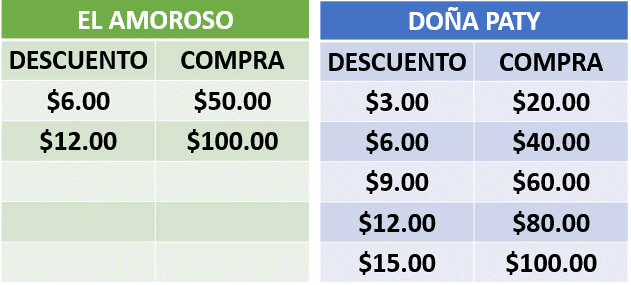 EL AMOROSO
DESCUENTO COMPRA
$6.00 $50.00
$12.00 $100.00
DOÑA PATY
DESCUENTO COMPRA
$3.00 $20.00
$6.00 $40.00
$9.00 $60.00
$12.00 $80.00
$15.00 $100.00